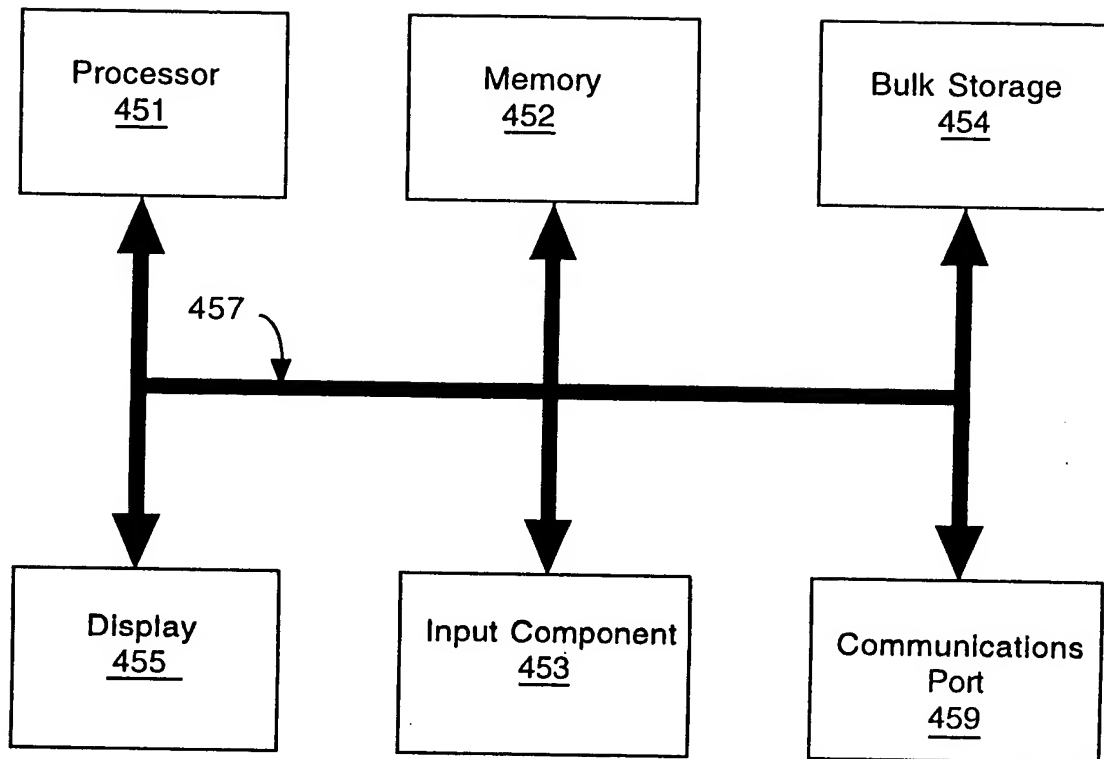 Processor
451
Memory
452
Bulk Storage
454
457
Display
455
Input Component
453
Communications
Port
459